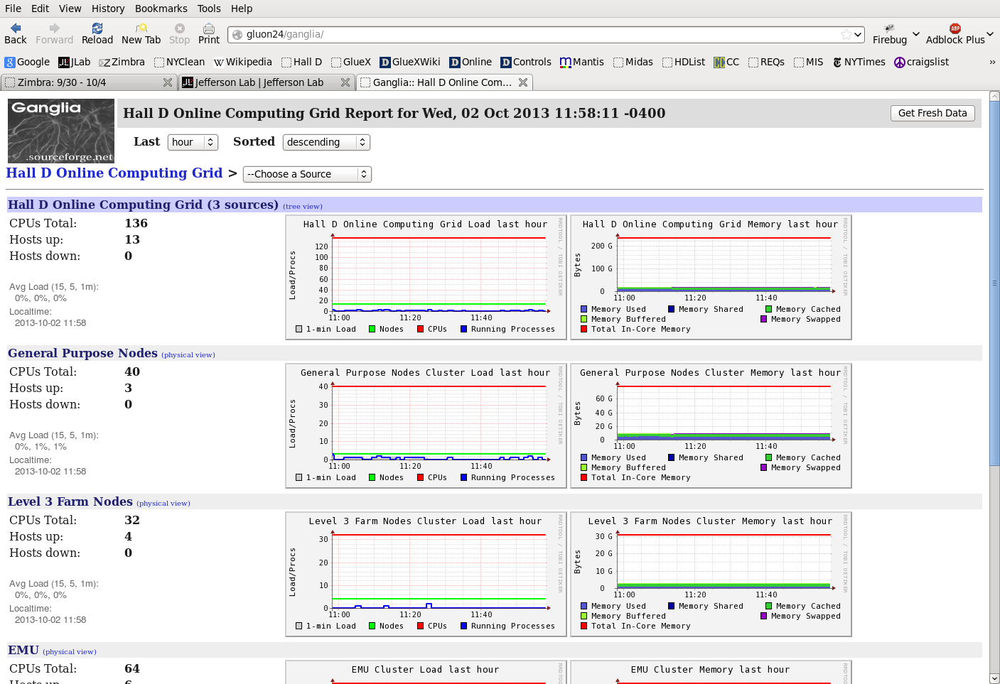 File Edit View History Bookmarks Tools Help
Back Forward Reload New Tab Stop Print gluon24/ganglia/ Firebug ABP Adblock Plus
Google JLab Zimbra NYClean Wikipedia Hall D GlueX GlueXWiki Online Controls Mantis Midas HDList CC REQs MIS NYTimes craigslist »
Zimbra: 9/30 - 10/4 Jefferson Lab | Jefferson Lab Ganglia:: Hall D Online Com...
Ganglia
.sourceforge.net
Hall D Online Computing Grid Report for Wed, 02 Oct 2013 11:58:11 -0400 Get Fresh Data
Last hour Sorted descending
Hall D Online Computing Grid > --Choose a Source
Hall D Online Computing Grid (3 sources) (tree view)
CPUs Total: 136
Hosts up: 13
Hosts down: 0
Avg Load (15, 5, 1m):
0%, 0%, 0%
Localtime:
2013-10-02 11:58
Hall D Online Computing Grid Load last hour
RRDTOOL / TOBI OETIKER
Load/Procs
120
100
80
60
40
20
0
11:00 11:20 11:40
1-min Load Nodes CPUs Running Processes
Hall D Online Computing Grid Memory last hour
RRDTOOL / TOBI OETIKER
Bytes
200 G
100 G
0
11:00 11:20 11:40
Memory Used Memory Shared Memory Cached
Memory Buffered Memory Swapped
Total In-Core Memory
General Purpose Nodes (physical view)
CPUs Total: 40
Hosts up: 3
Hosts down: 0
Avg Load (15, 5, 1m):
0%, 1%, 1%
Localtime:
2013-10-02 11:58
General Purpose Nodes Cluster Load last hour
RRDTOOL / TOBI OETIKER
Load/Procs
40
30
20
10
0
11:00 11:20 11:40
1-min Load Nodes CPUs Running Processes
General Purpose Nodes Cluster Memory last hour
RRDTOOL / TOBI OETIKER
Bytes
60 G
40 G
20 G
0
11:00 11:20 11:40
Memory Used Memory Shared Memory Cached
Memory Buffered Memory Swapped
Total In-Core Memory
Level 3 Farm Nodes (physical view)
CPUs Total: 32
Hosts up: 4
Hosts down: 0
Avg Load (15, 5, 1m):
0%, 0%, 0%
Localtime:
2013-10-02 11:58
Level 3 Farm Nodes Cluster Load last hour
RRDTOOL / TOBI OETIKER
Load/Procs
30
20
10
0
11:00 11:20 11:40
1-min Load Nodes CPUs Running Processes
Level 3 Farm Nodes Cluster Memory last hour
RRDTOOL / TOBI OETIKER
Bytes
30 G
20 G
10 G
0
11:00 11:20 11:40
Memory Used Memory Shared Memory Cached
Memory Buffered Memory Swapped
Total In-Core Memory
EMU (physical view)
CPUs Total: 64
EMU Cluster Load last hour
EMU Cluster Memory last hour